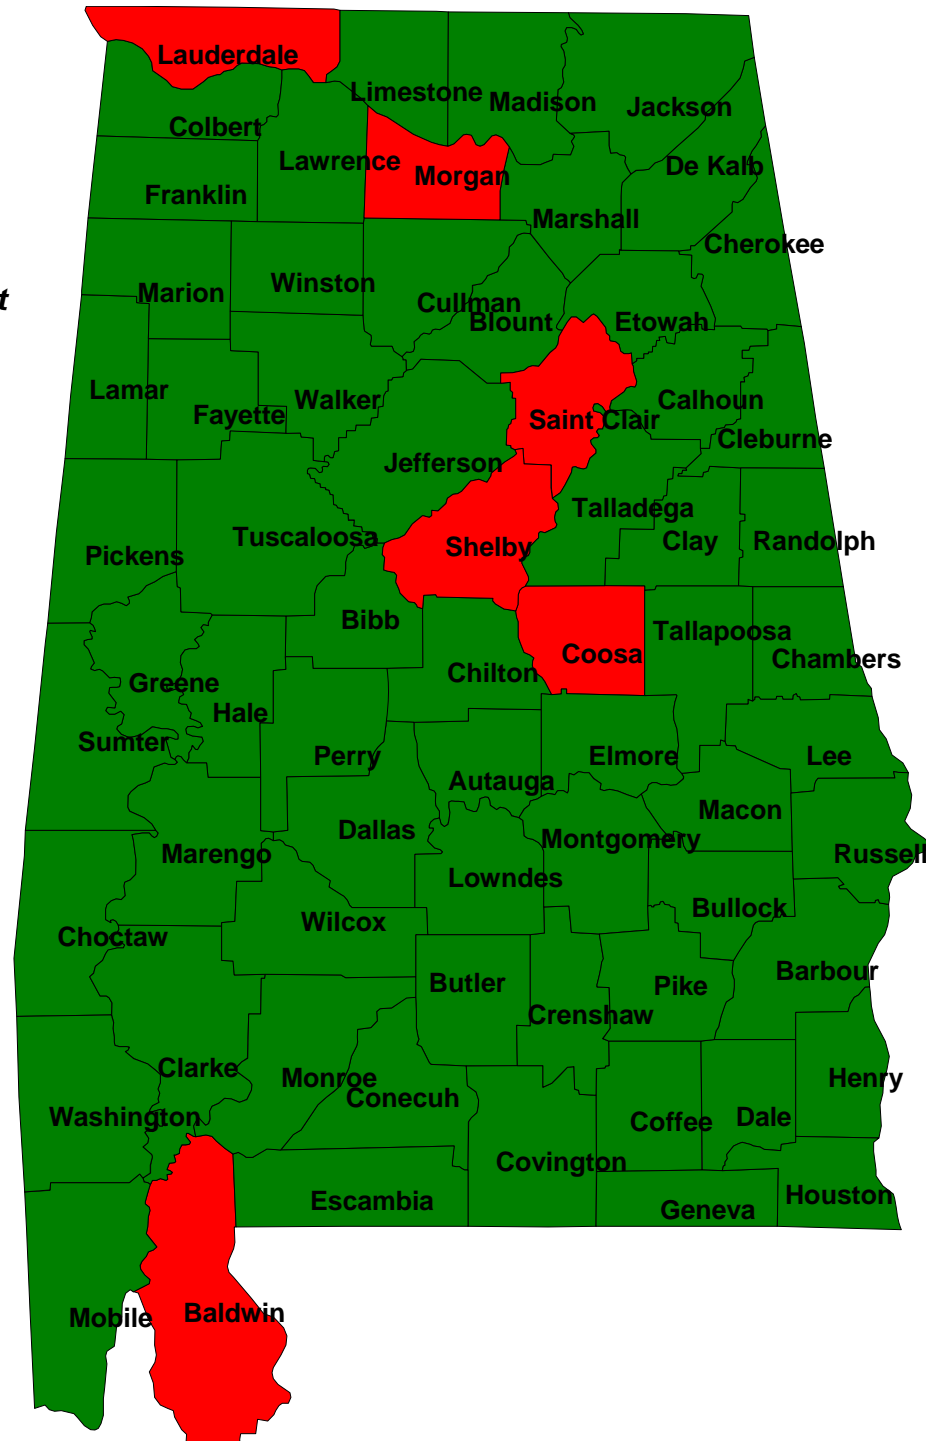 Lauderdale
Limestone
Madison
Jackson
Colbert
Lawrence
Morgan
De Kalb
Franklin
Marshall
Cherokee
Marion
Winston
Cullman
Blount
Etowah
t
Lamar
Fayette
Walker
Saint Clair
Calhoun
Cleburne
Jefferson
Talladega
Pickens
Tuscaloosa
Shelby
Clay
Randolph
Bibb
Coosa
Tallapoosa
Chambers
Greene
Hale
Chilton
Sumter
Perry
Autauga
Elmore
Lee
Dallas
Montgomery
Macon
Marengo
Lowndes
Russell
Choctaw
Wilcox
Bullock
Butler
Crenshaw
Pike
Barbour
Clarke
Monroe
Conecuh
Henry
Washington
Coffee
Dale
Covington
Escambia
Geneva
Houston
Mobile
Baldwin